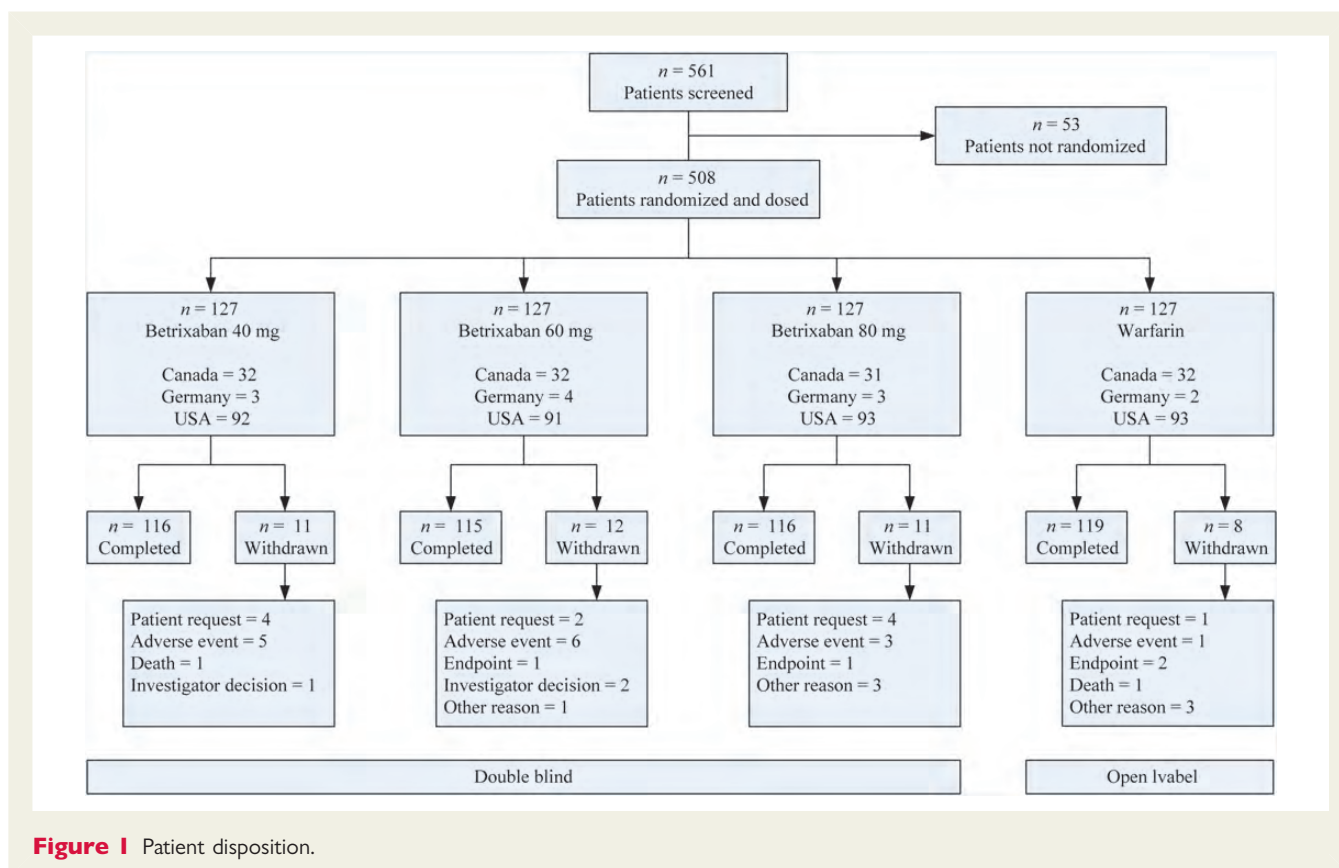 n = 561
Patients screened
n = 53
Patients not randomized
n = 508
Patients randomized and dosed
n = 127
Betrixaban 40 mg
Canada = 32
Germany = 3
USA = 92
n = 127
Betrixaban 60 mg
Canada = 32
Germany = 4
USA = 91
n = 127
Betrixaban 80 mg
Canada = 31
Germany = 3
USA = 93
n = 127
Warfarin
Canada = 32
Germany = 2
USA = 93
n = 116
Completed
n = 11
Withdrawn
n = 115
Completed
n = 12
Withdrawn
n = 116
Completed
n = 11
Withdrawn
n = 119
Completed
n = 8
Withdrawn
Patient request = 4
Adverse event = 5
Death = 1
Investigator decision = 1
Patient request = 2
Adverse event = 6
Endpoint = 1
Investigator decision = 2
Other reason = 1
Patient request = 4
Adverse event = 3
Endpoint = 1
Other reason = 3
Patient request = 1
Adverse event = 1
Endpoint = 2
Death = 1
Other reason = 3
Double blind
Open lvabel
Figure 1 Patient disposition.